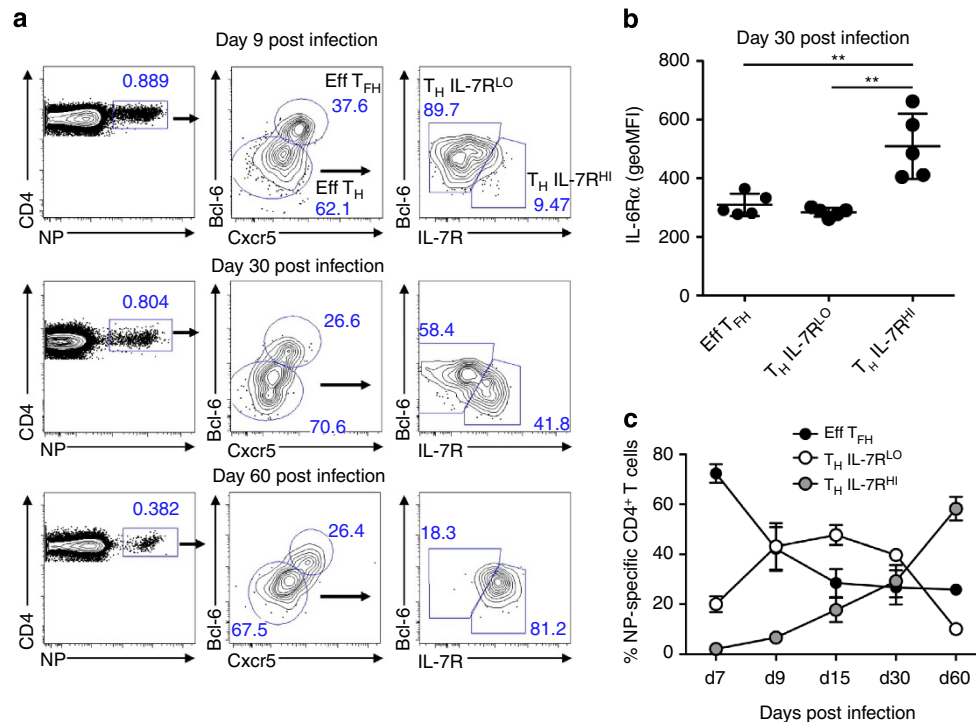 a
Day 9 post infection
0.889
CD4
NP
Eff TFH
37.6
Eff TH
62.1
Bcl-6
Cxcr5
TH IL-7RLO
89.7
TH IL-7RHI
9.47
Bcl-6
IL-7R
Day 30 post infection
0.804
CD4
NP
26.6
70.6
Bcl-6
Cxcr5
58.4
41.8
Bcl-6
IL-7R
Day 60 post infection
0.382
CD4
NP
26.4
67.5
Bcl-6
Cxcr5
18.3
81.2
Bcl-6
IL-7R
b
Day 30 post infection
**
**
800
600
400
200
0
IL-6Rα (geoMFI)
Eff TFH
TH IL-7RLO
TH IL-7RHI
c
Eff TFH
TH IL-7RLO
TH IL-7RHI
80
60
40
20
0
% NP-specific CD4+ T cells
d7 d9 d15 d30 d60
Days post infection